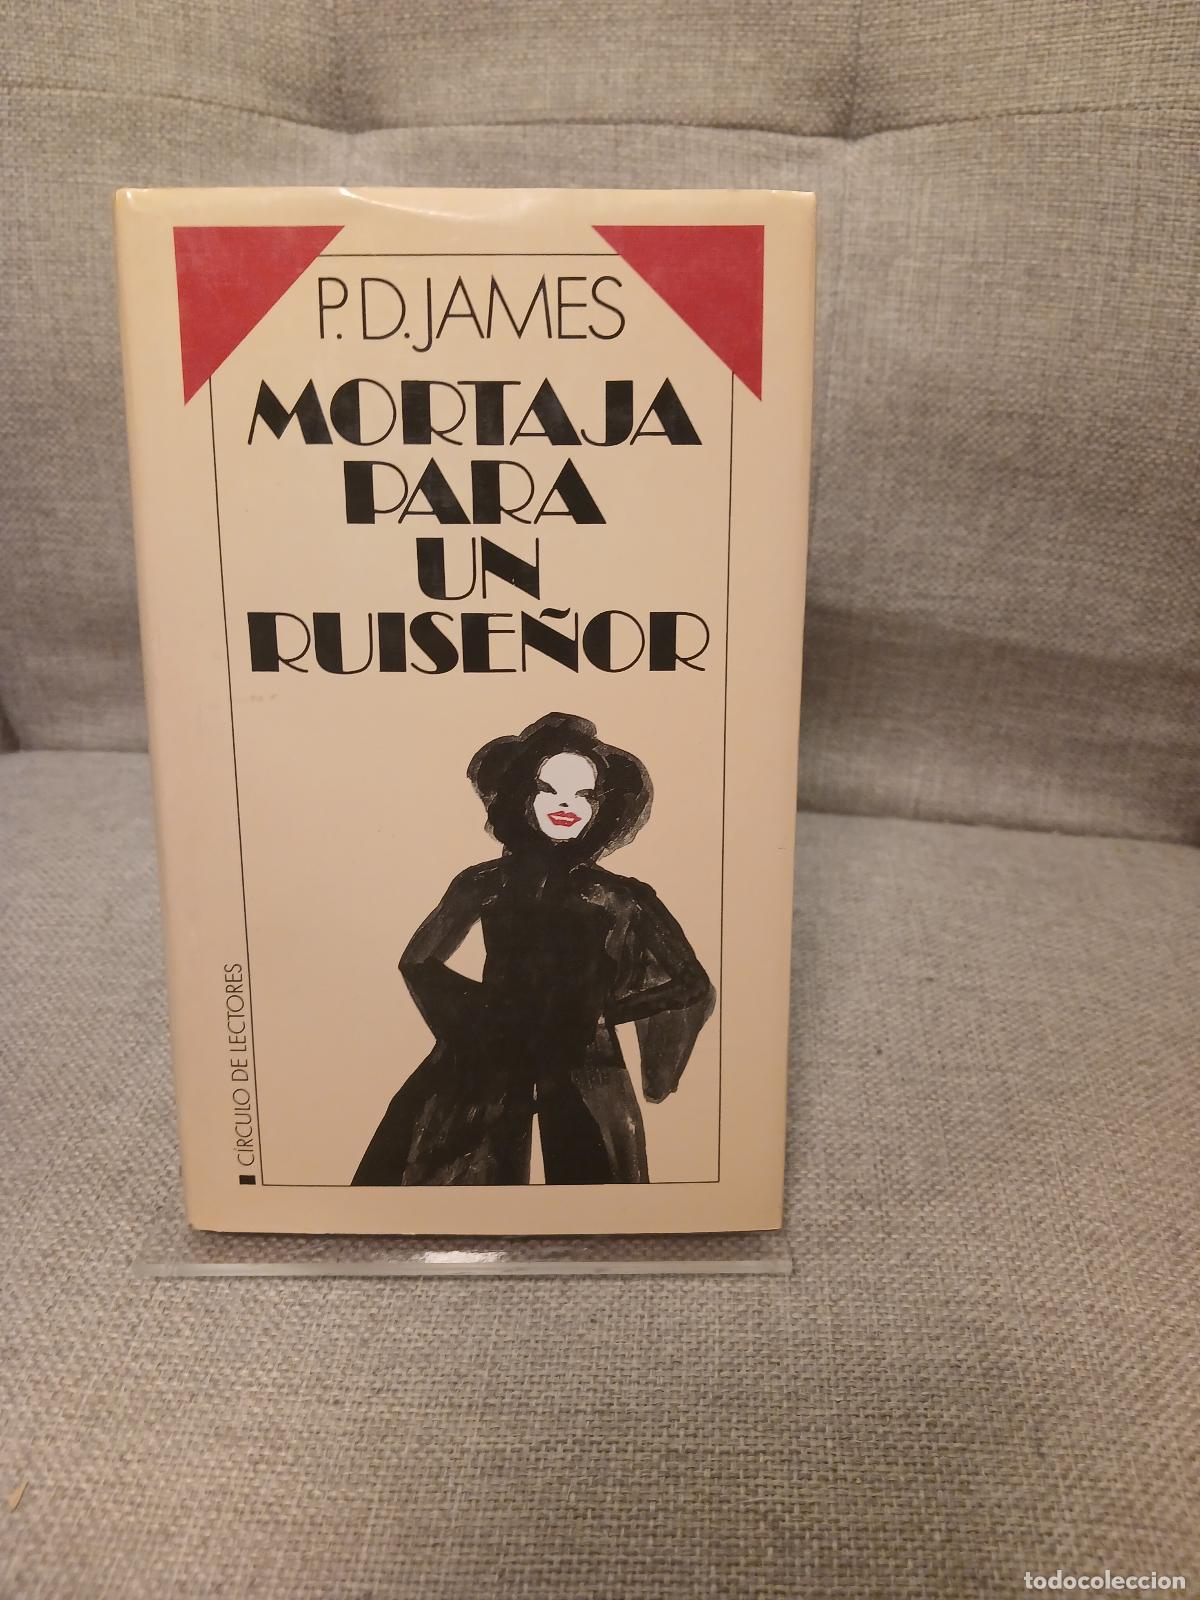 P.D.JAMES
MORTAJA
PARA
UN
RUISEÑOR
CÍRCULO DE LECTORES
todocoleccion